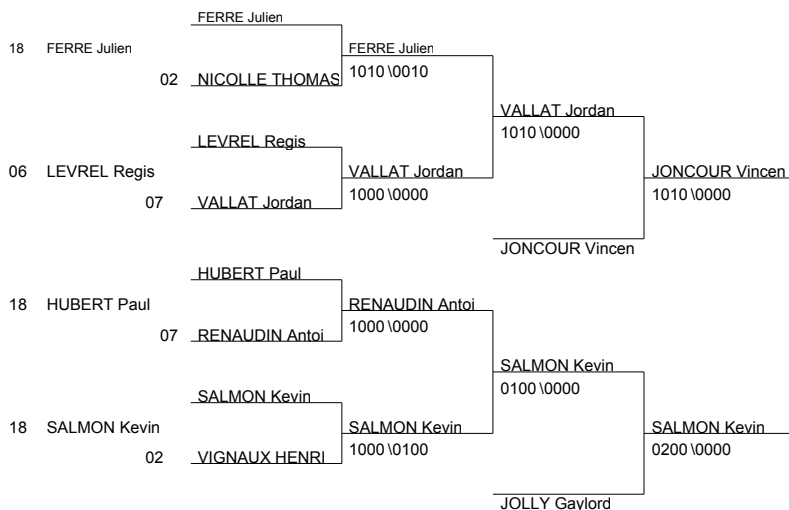 FERRE Julien
18 FERRE Julien FERRE Julien
1010 \0010
02 NICOLLE THOMAS
VALLAT Jordan
1010 \0000
LEVREL Regis
06 LEVREL Regis VALLAT Jordan JONCOUR Vincen
1000 \0000 1010 \0000
07 VALLAT Jordan
JONCOUR Vincen
HUBERT Paul
18 HUBERT Paul RENAUDIN Antoi
1000 \0000
07 RENAUDIN Antoi
SALMON Kevin
0100 \0000
SALMON Kevin
18 SALMON Kevin SALMON Kevin SALMON Kevin
1000 \0100 0200 \0000
02 VIGNAUX HENRI
JOLLY Gaylord